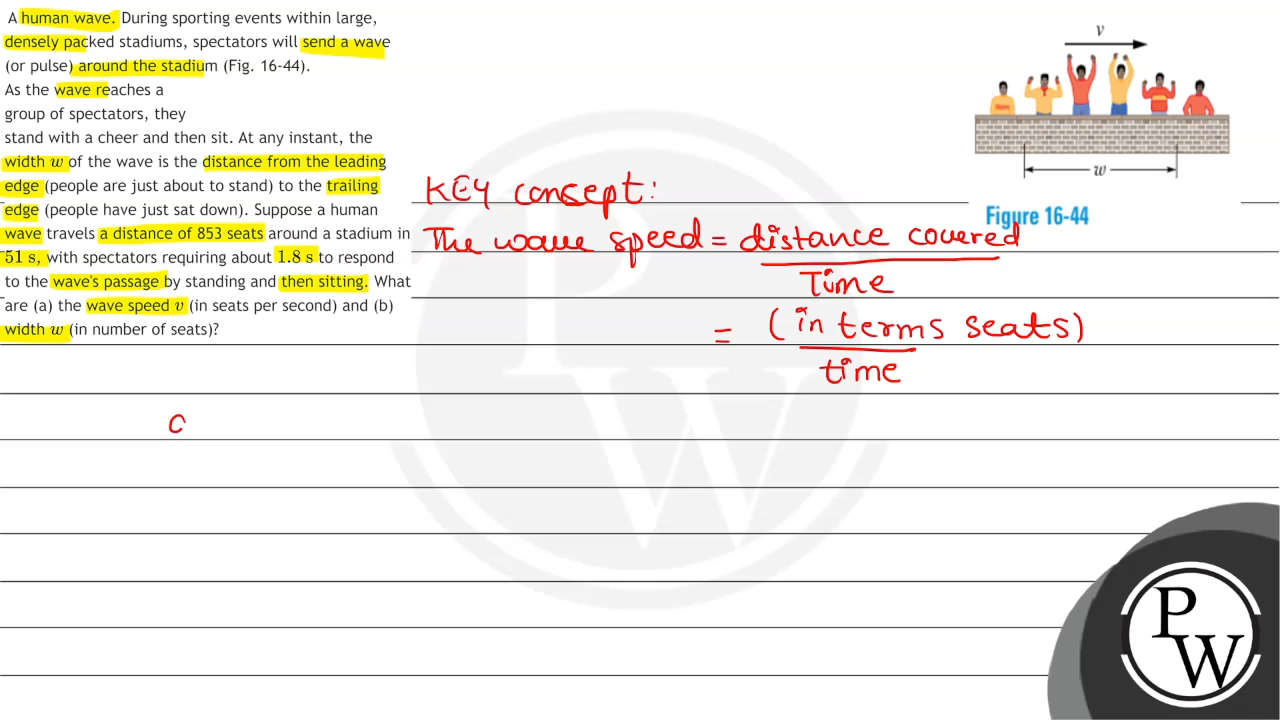 A human wave. During sporting events within large,
densely packed stadiums, spectators will send a wave
(or pulse) around the stadium (Fig. 16-44).
As the wave reaches a
group of spectators, they
stand with a cheer and then sit. At any instant, the
width w of the wave is the distance from the leading
edge (people are just about to stand) to the trailing
edge (people have just sat down). Suppose a human
wave travels a distance of 853 seats around a stadium in
51 s, with spectators requiring about 1.8 s to respond
to the wave's passage by standing and then sitting. What
are (a) the wave speed v (in seats per second) and (b)
width w (in number of seats)?
v
w
Figure 16-44
KEY consept:
The wave speed = distance covered
Time
= (in terms seats)
time
a
PW
PW